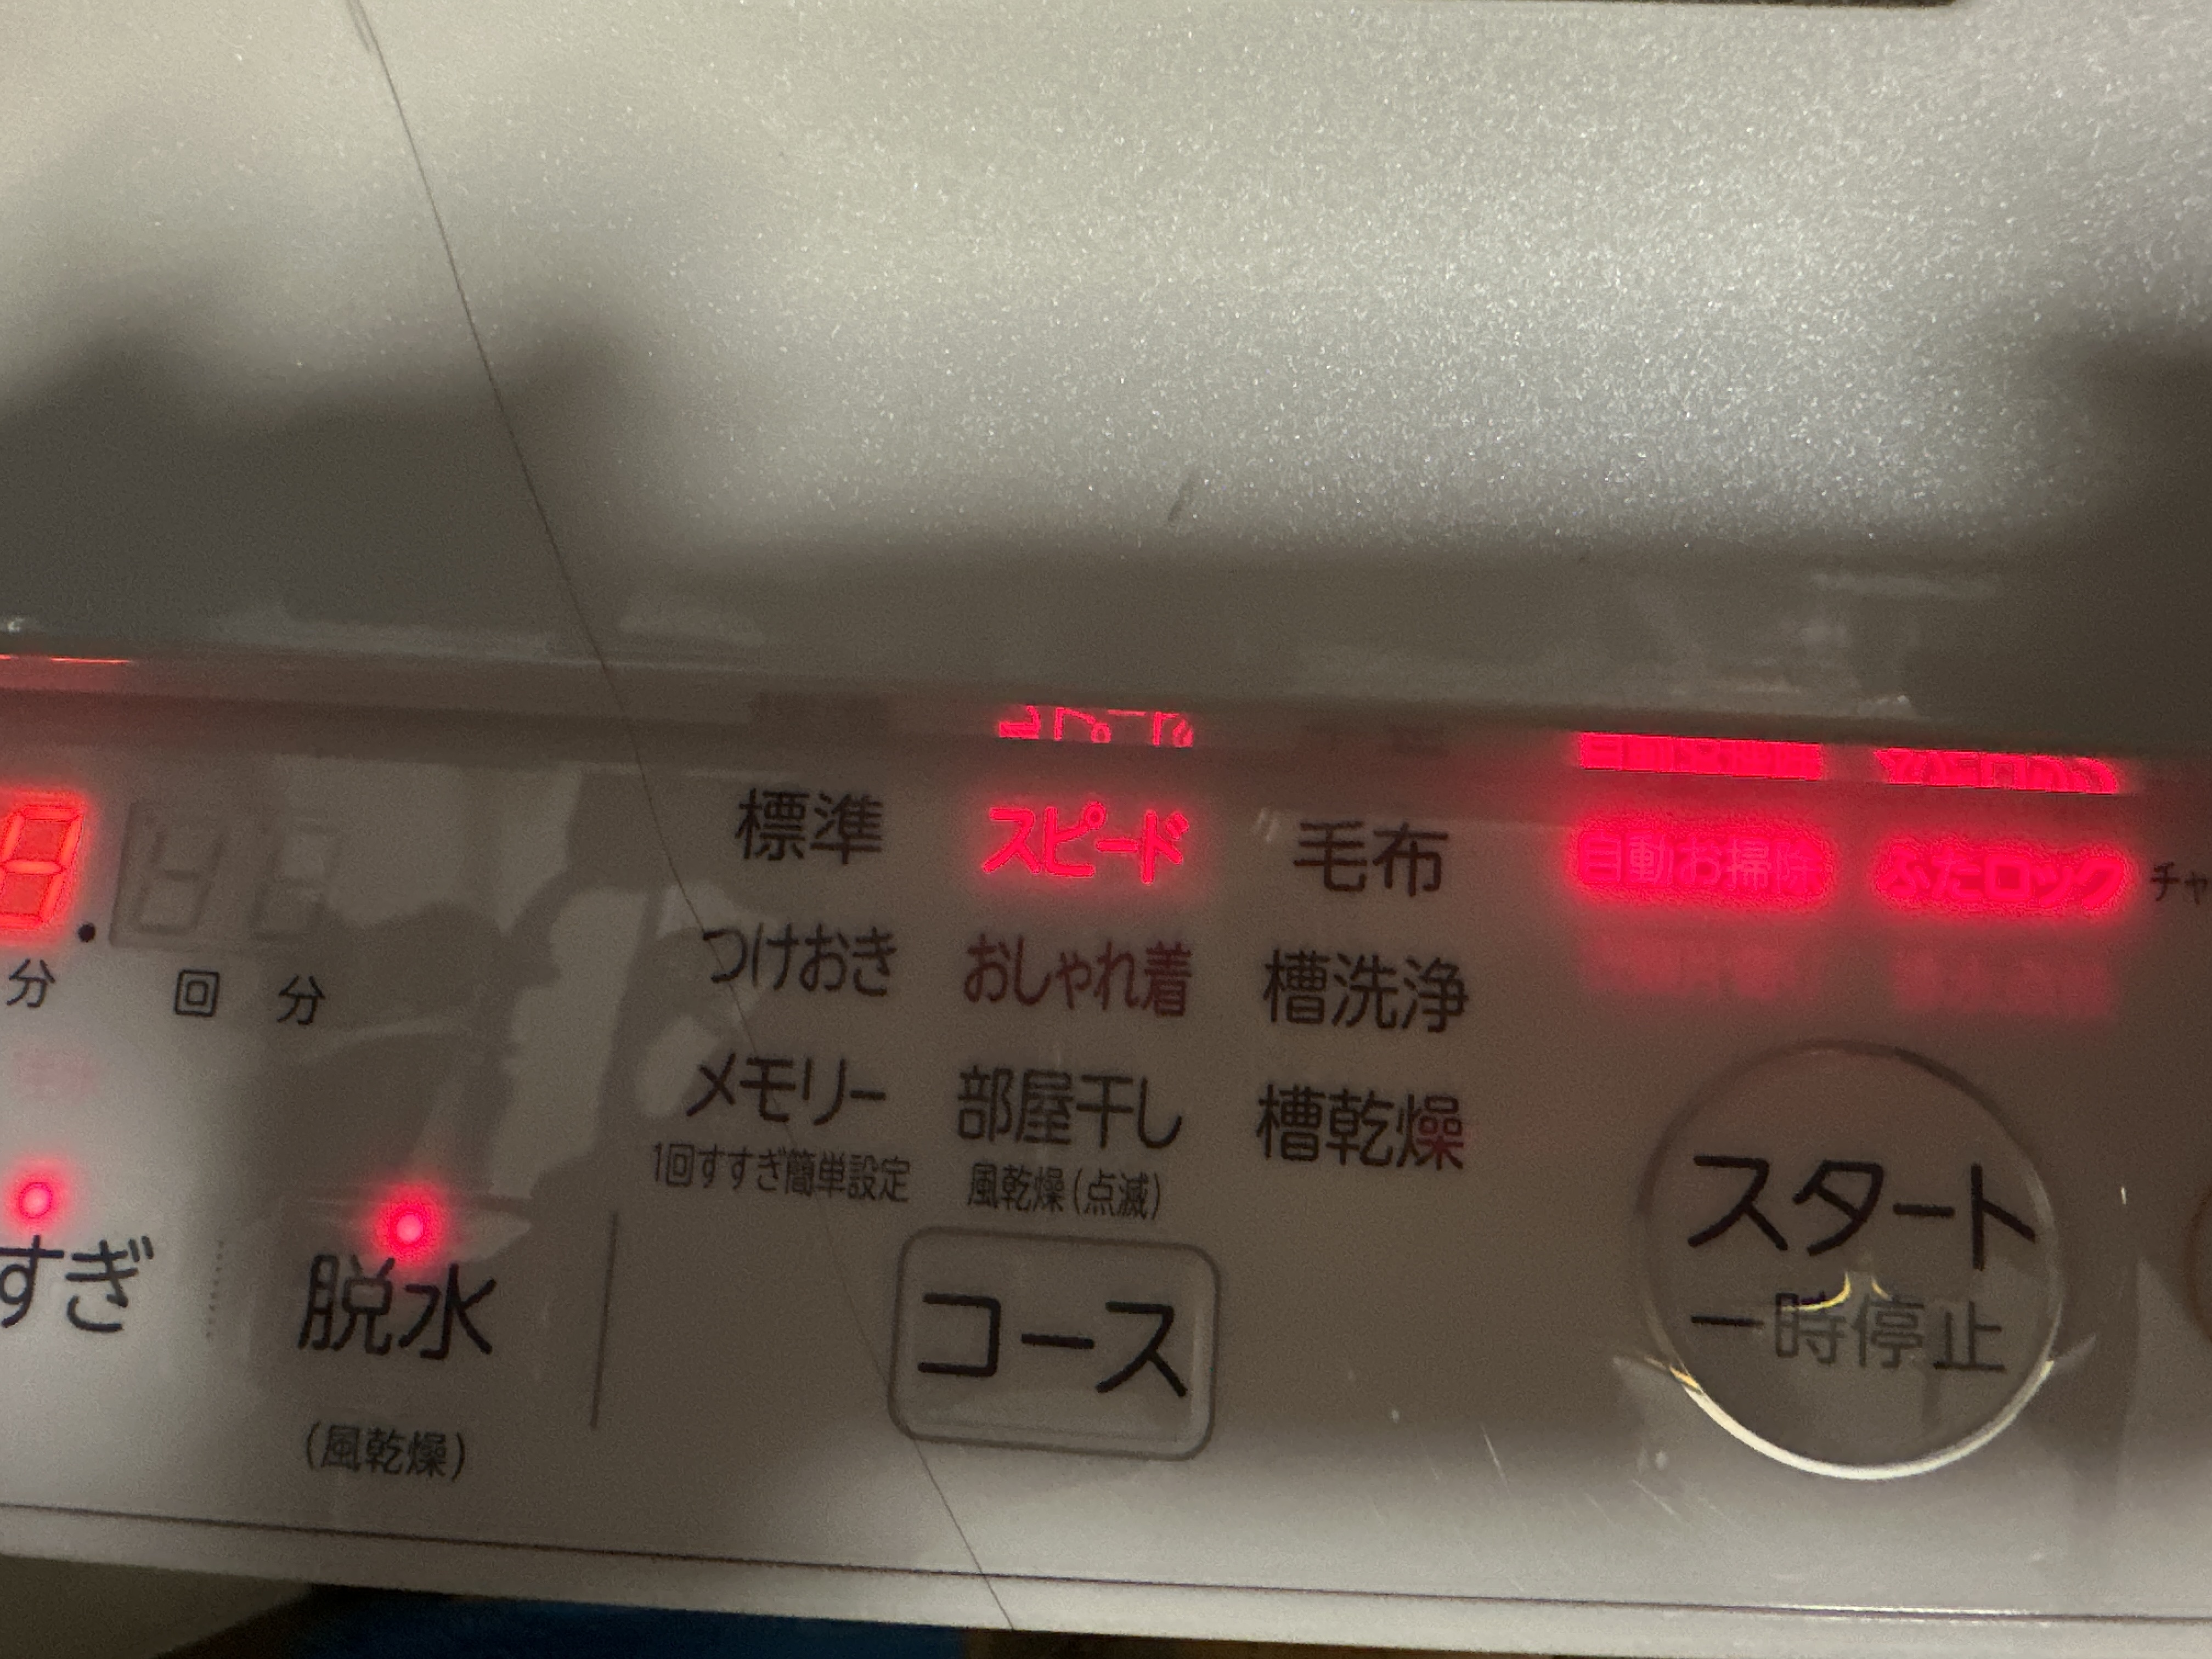 標準 スピード 毛布 自動お掃除 ふたロック チャ
分 回 分
つけおき おしゃれ着 槽洗浄
メモリー 部屋干し 槽乾燥
1回すすぎ簡単設定 風乾燥(点滅)
すぎ 脱水 コース スタート
一時停止
(風乾燥)